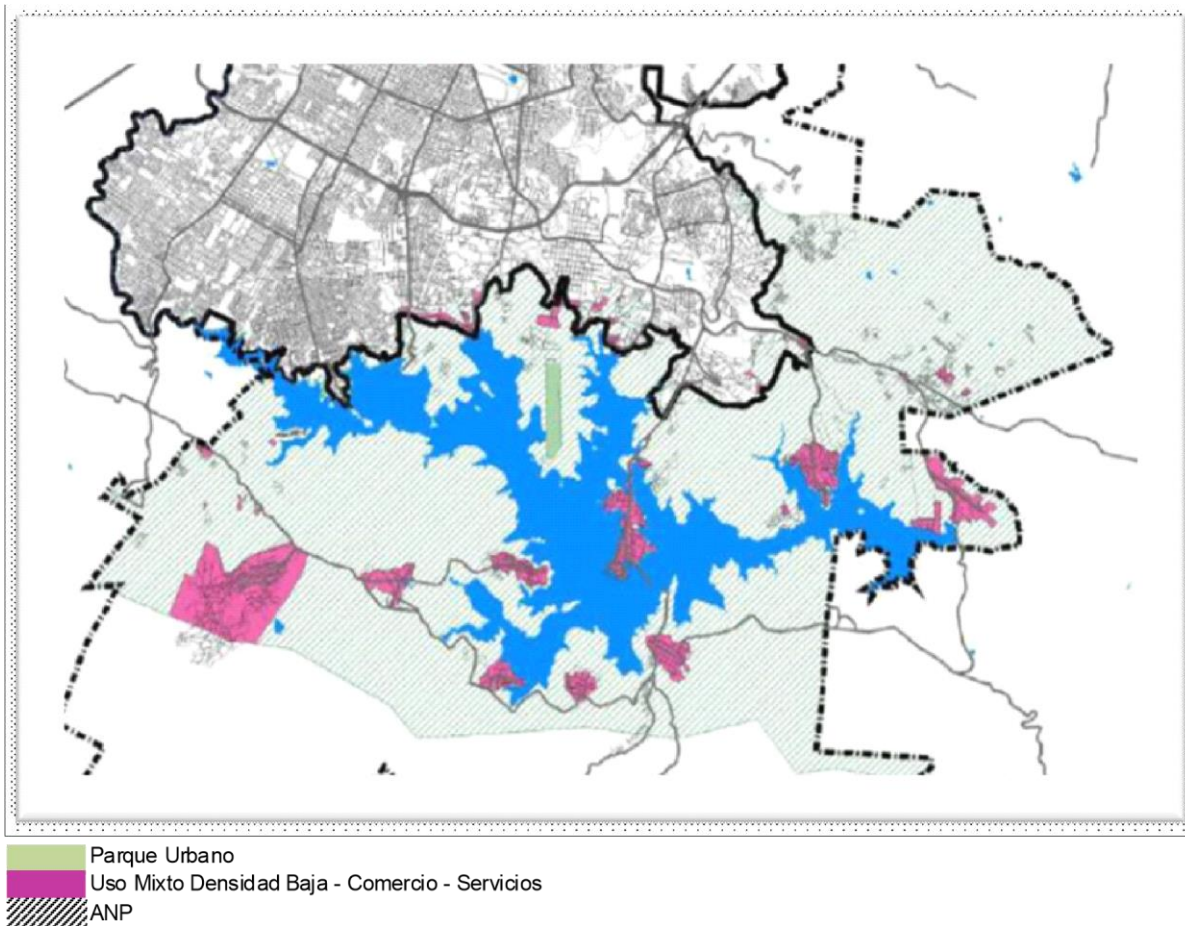 Parque Urbano
Uso Mixto Densidad Baja - Comercio - Servicios
ANP